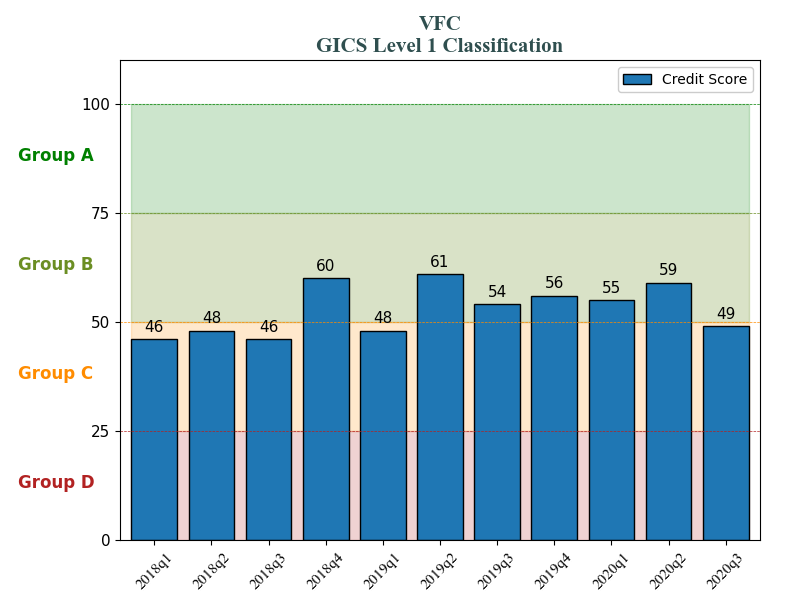 VFC
GICS Level 1 Classification
Credit Score
100
Group A
75
Group B
60
61
59
54
56
55
50
46
48
46
48
49
Group C
25
Group D
0
2018q1
2018q2
2018q3
2018q4
2019q1
2019q2
2019q3
2019q4
2020q1
2020q2
2020q3